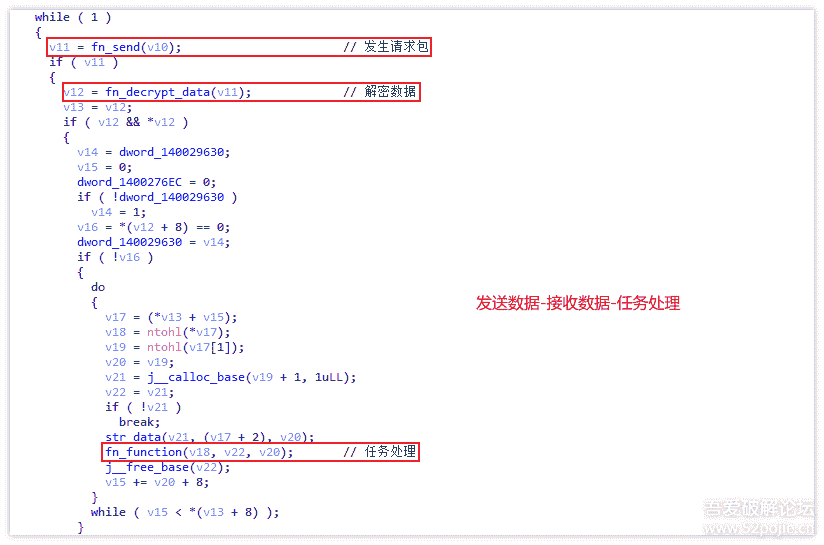 while ( 1 )
{
v11 = fn_send(v10); // 发生请求包
if ( v11 )
{
v12 = fn_decrypt_data(v11); // 解密数据
v13 = v12;
if ( v12 && *v12 )
{
v14 = dword_140029630;
v15 = 0;
dword_1400276EC = 0;
if ( !dword_140029630 )
v14 = 1;
v16 = *(v12 + 8) == 0;
dword_140029630 = v14;
if ( !v16 )
{
do
{
v17 = (*v13 + v15);
v18 = ntohl(*v17);
v19 = ntohl(v17[1]);
v20 = v19;
v21 = j__calloc_base(v19 + 1, 1uLL);
v22 = v21;
if ( !v21 )
break;
str_data(v21, (v17 + 2), v20);
fn_function(v18, v22, v20); // 任务处理
j__free_base(v22);
v15 += v20 + 8;
}
while ( v15 < *(v13 + 8) );
}
发送数据-接收数据-任务处理
吾爱破解论坛
www.52pojie.cn